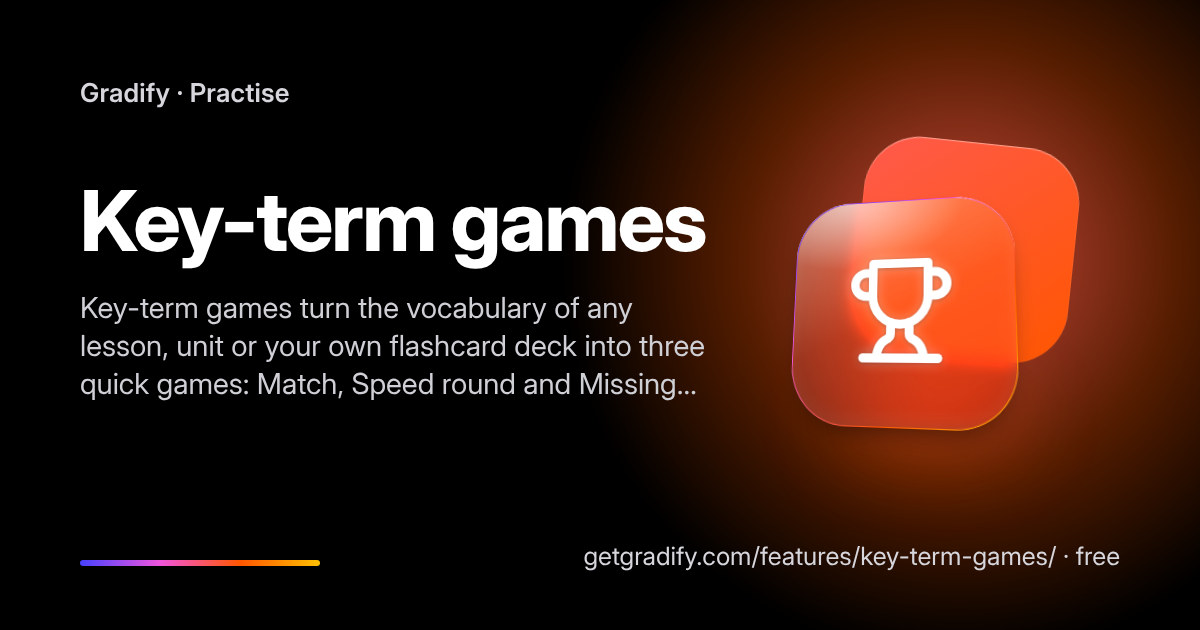 Gradify · Practise
Key-term games
Key-term games turn the vocabulary of any
lesson, unit or your own flashcard deck into three
quick games: Match, Speed round and Missing...
getgradify.com/features/key-term-games/ · free